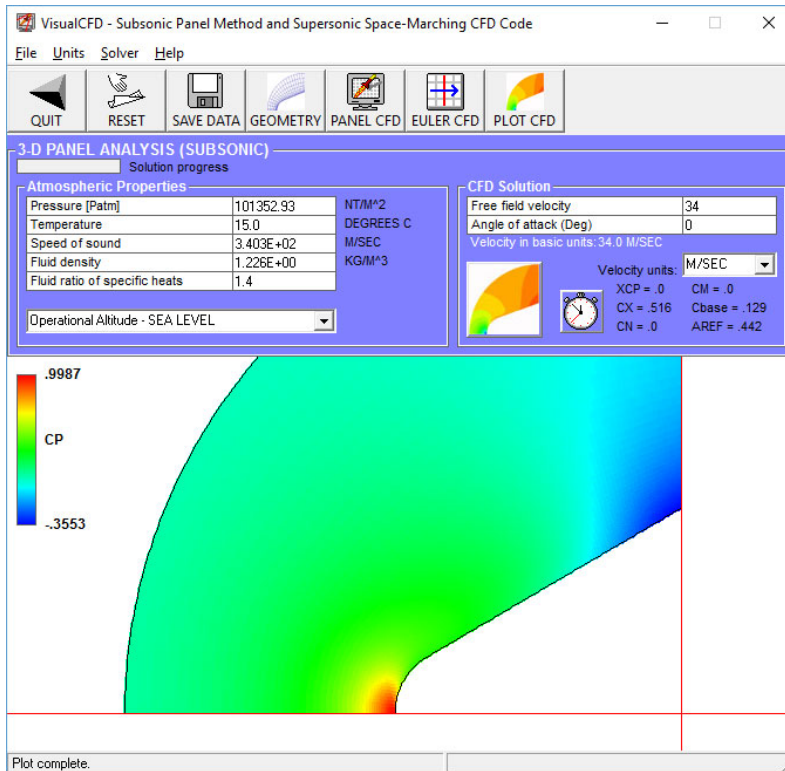 VisualCFD - Subsonic Panel Method and Supersonic Space-Marching CFD Code
File Units Solver Help
QUIT RESET SAVE DATA GEOMETRY PANEL CFD EULER CFD PLOT CFD
3-D PANEL ANALYSIS (SUBSONIC)
Solution progress
Atmospheric Properties
Pressure [Patm] 101352.93 NT/M^2
Temperature 15.0 DEGREES C
Speed of sound 3.403E+02 M/SEC
Fluid density 1.226E+00 KG/M^3
Fluid ratio of specific heats 1.4
Operational Altitude - SEA LEVEL
CFD Solution
Free field velocity 34
Angle of attack (Deg) 0
Velocity in basic units: 34.0 M/SEC
Velocity units: M/SEC
XCP = .0 CM = .0
CX = .516 Cbase = .129
CN = .0 AREF = .442
.9987
CP
-.3553
Plot complete.